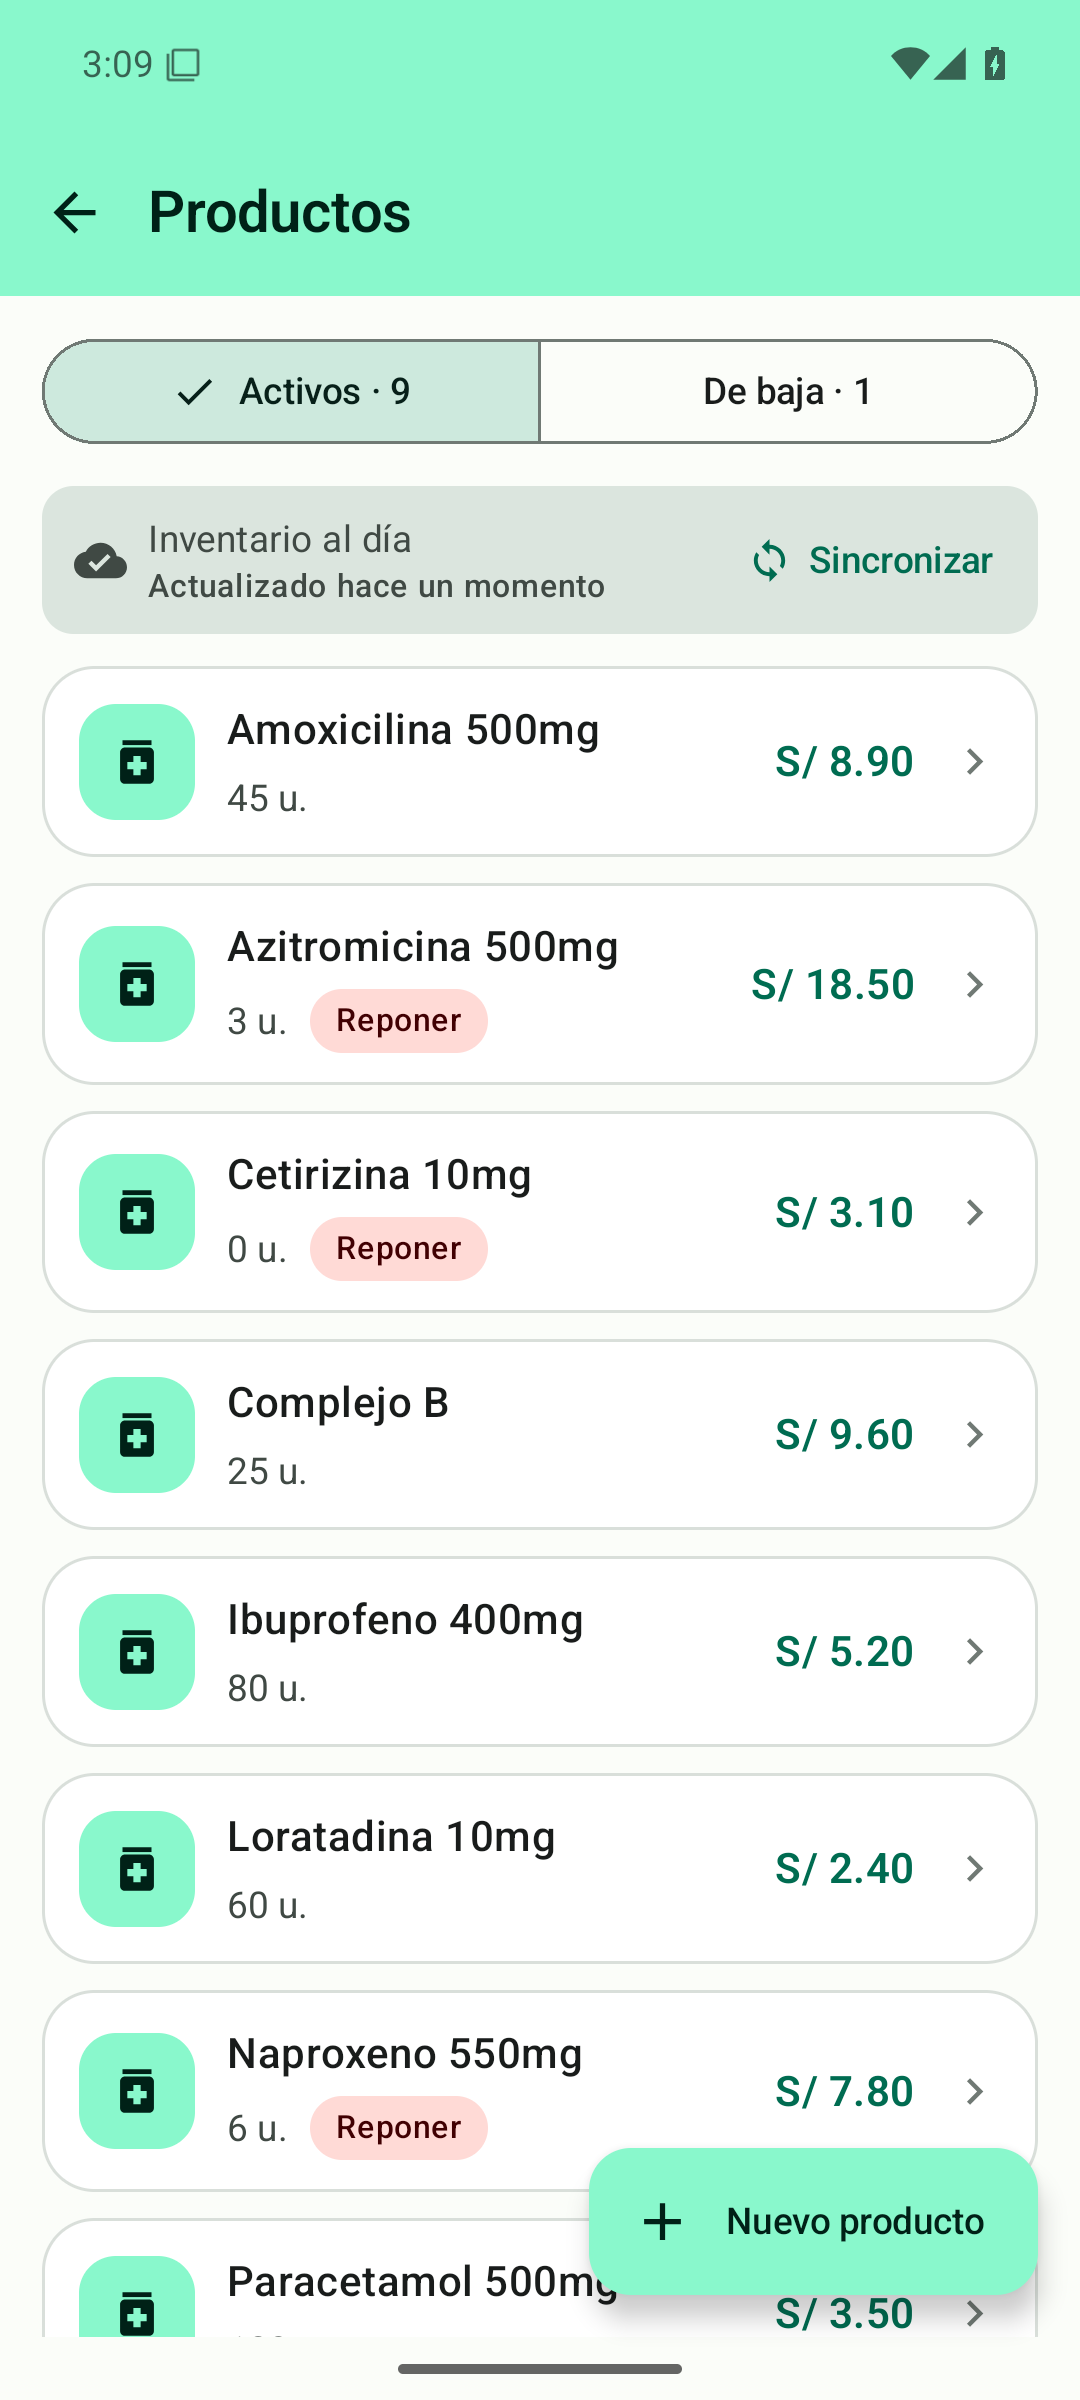 3:09
Productos
Activos · 9
De baja · 1
Inventario al día
Actualizado hace un momento
Sincronizar
Amoxicilina 500mg
45 u.
S/ 8.90
Azitromicina 500mg
3 u.
Reponer
S/ 18.50
Cetirizina 10mg
0 u.
Reponer
S/ 3.10
Complejo B
25 u.
S/ 9.60
Ibuprofeno 400mg
80 u.
S/ 5.20
Loratadina 10mg
60 u.
S/ 2.40
Naproxeno 550mg
6 u.
Reponer
S/ 7.80
Nuevo producto
Paracetamol 500mg
S/ 3.50